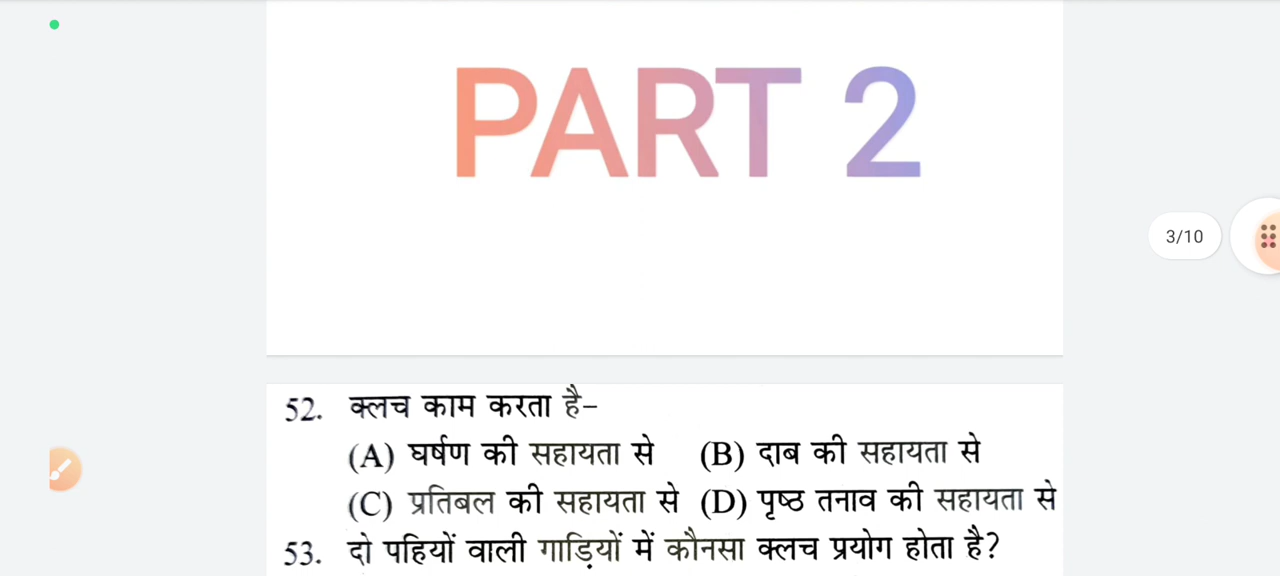 PART 2
3/10
52. क्लच काम करता है–
(A) घर्षण की सहायता से (B) दाब की सहायता से
(C) प्रतिबल की सहायता से (D) पृष्ठ तनाव की सहायता से
53. दो पहियों वाली गाड़ियों में कौनसा क्लच प्रयोग होता है?